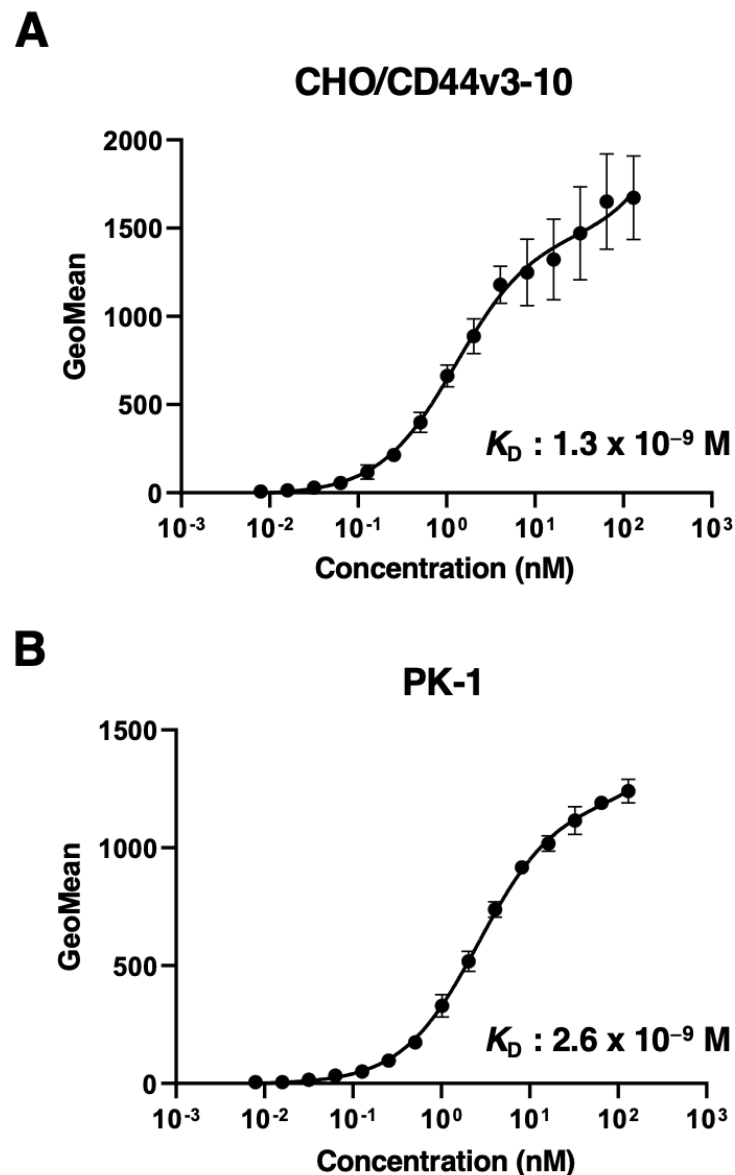 A
CHO/CD44v3-10
2000
1500
1000
500
0
GeoMean
K_D : 1.3 x 10⁻⁹ M
10⁻³ 10⁻² 10⁻¹ 10⁰ 10¹ 10² 10³
Concentration (nM)
B
PK-1
1500
1000
500
0
GeoMean
K_D : 2.6 x 10⁻⁹ M
10⁻³ 10⁻² 10⁻¹ 10⁰ 10¹ 10² 10³
Concentration (nM)